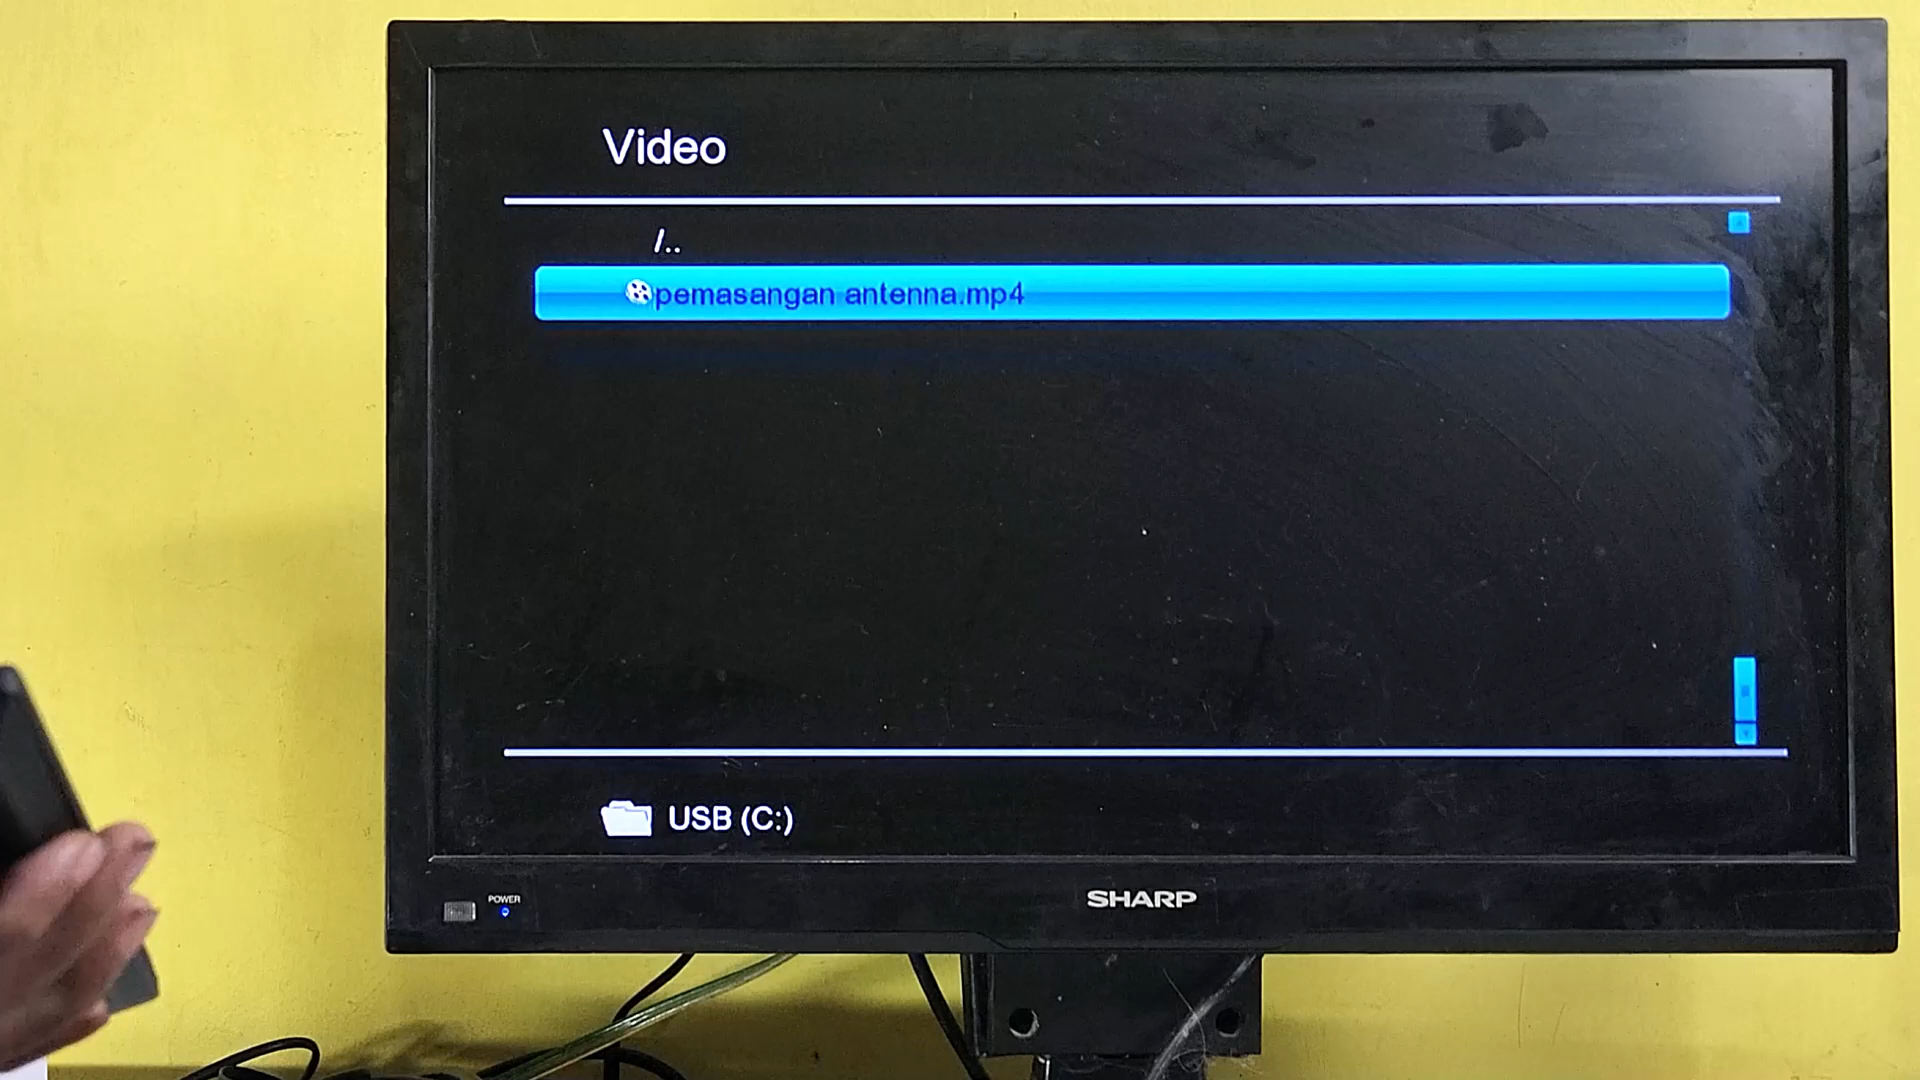 Video
/..
pemasangan antenna.mp4
USB (C:)
POWER
SHARP